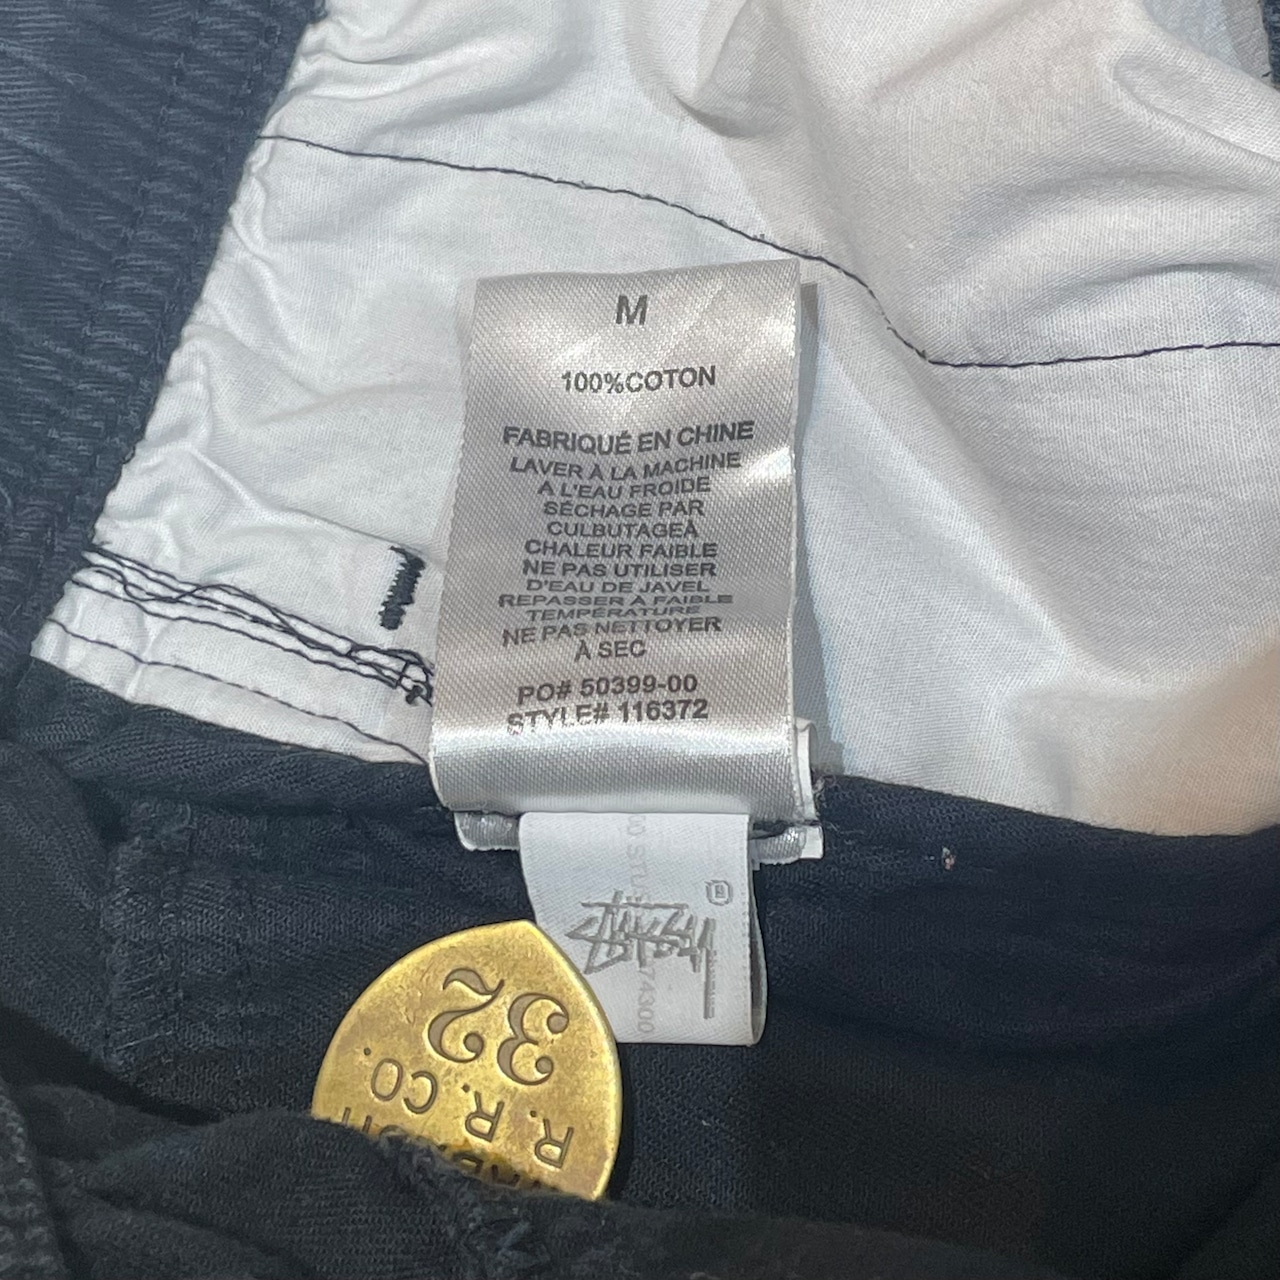 M
100%COTON
FABRIQUÉ EN CHINE
LAVER À LA MACHINE
A L'EAU FROIDE
SÉCHAGE PAR
CULBUTAGEÀ
CHALEUR FAIBLE
NE PAS UTILISER
D'EAU DE JAVEL
REPASSER À FAIBLE
TEMPÉRATURE
NE PAS NETTOYER
À SEC
PO# 50399-00
STYLE# 116372
Stüssy
®
74300
32
R. R. CO.